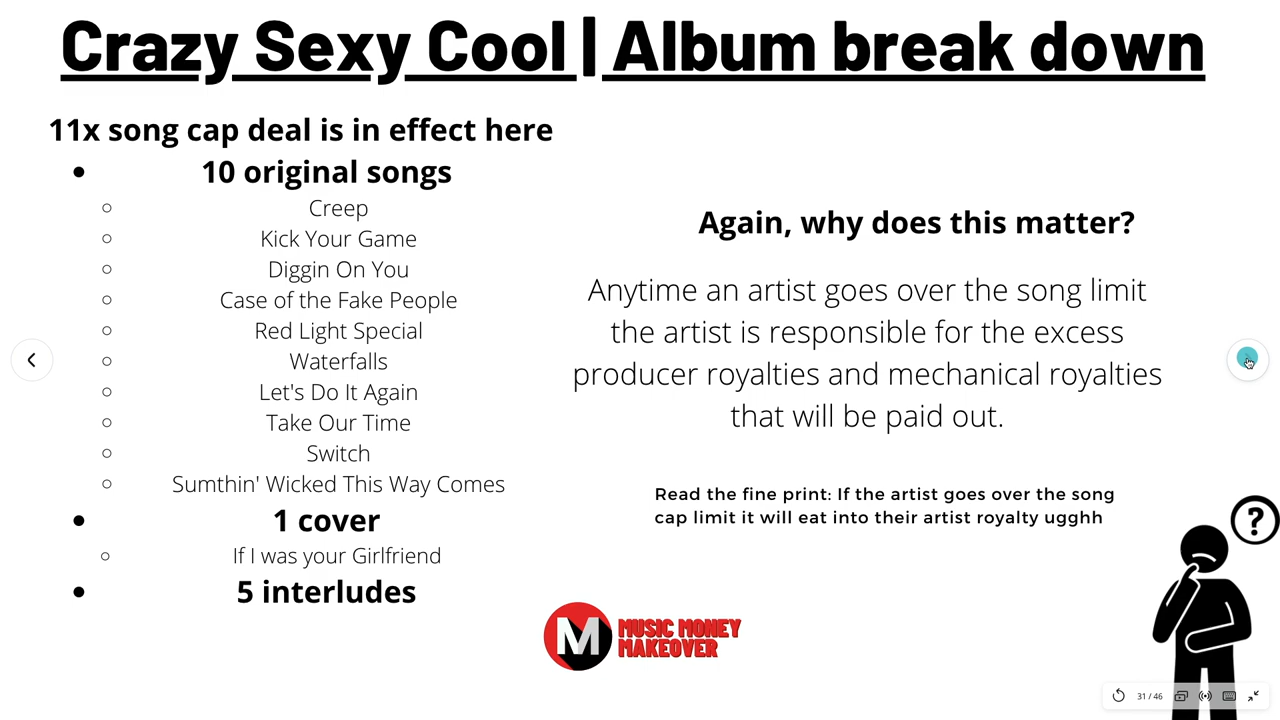 Crazy Sexy Cool | Album break down
11x song cap deal is in effect here
10 original songs
Creep
Kick Your Game
Diggin On You
Case of the Fake People
Red Light Special
Waterfalls
Let's Do It Again
Take Our Time
Switch
Sumthin' Wicked This Way Comes
1 cover
If I was your Girlfriend
5 interludes
Again, why does this matter?
Anytime an artist goes over the song limit
the artist is responsible for the excess
producer royalties and mechanical royalties
that will be paid out.
Read the fine print: If the artist goes over the song
cap limit it will eat into their artist royalty ugghh
?
M
MUSIC MONEY
MAKEOVER
31 / 46